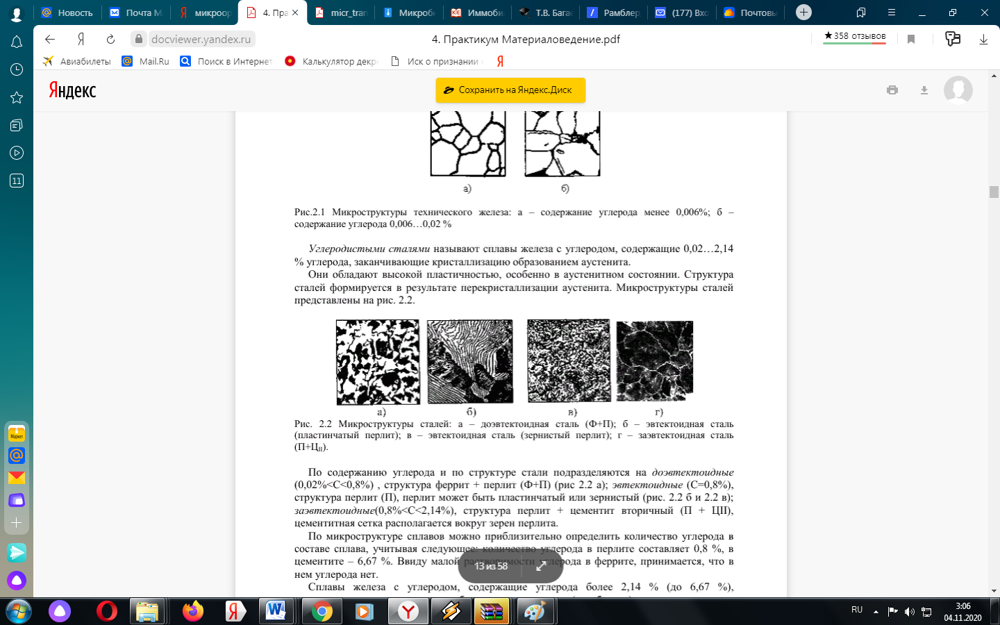 Новость
Почта М
микроор
4. Пра
micr_tran
Микроб
Иммоби
Т.В. Бага
Рамблер
(177) Вхо
Почтовы
docviewer.yandex.ru
4. Практикум Материаловедение.pdf
★358 отзывов
Авиабилеты
Mail.Ru
Поиск в Интернет
Калькулятор декр
Иск о признании
Яндекс
Сохранить на Яндекс.Диск
а)
б)
Рис.2.1 Микроструктуры технического железа: а – содержание углерода менее 0,006%; б –
содержание углерода 0,006…0,02 %
Углеродистыми сталями называют сплавы железа с углеродом, содержащие 0,02…2,14
% углерода, заканчивающие кристаллизацию образованием аустенита.
Они обладают высокой пластичностью, особенно в аустенитном состоянии. Структура
сталей формируется в результате перекристаллизации аустенита. Микроструктуры сталей
представлены на рис. 2.2.
а)
б)
в)
г)
Рис. 2.2 Микроструктуры сталей: а – доэвтектоидная сталь (Ф+П); б – эвтектоидная сталь
(пластинчатый перлит); в – эвтектоидная сталь (зернистый перлит); г – заэвтектоидная сталь
(П+ЦII).
По содержанию углерода и по структуре стали подразделяются на доэвтектоидные
(0,02%<С<0,8%) , структура феррит + перлит (Ф+П) (рис 2.2 а); эвтектоидные (С=0,8%),
структура перлит (П), перлит может быть пластинчатый или зернистый (рис. 2.2 б и 2.2 в);
заэвтектоидные(0,8%<С<2,14%), структура перлит + цементит вторичный (П + ЦII),
цементитная сетка располагается вокруг зерен перлита.
По микроструктуре сплавов можно приблизительно определить количество углерода в
составе сплава, учитывая следующее: количество углерода в перлите составляет 0,8 %, в
цементите – 6,67 %. Ввиду малой растворимости углерода в феррите, принимается, что в
нем углерода нет.
Сплавы железа с углеродом, содержащие углерода более 2,14 % (до 6,67 %),
13 из 58
11
Маркет
RU
3:06
04.11.2020